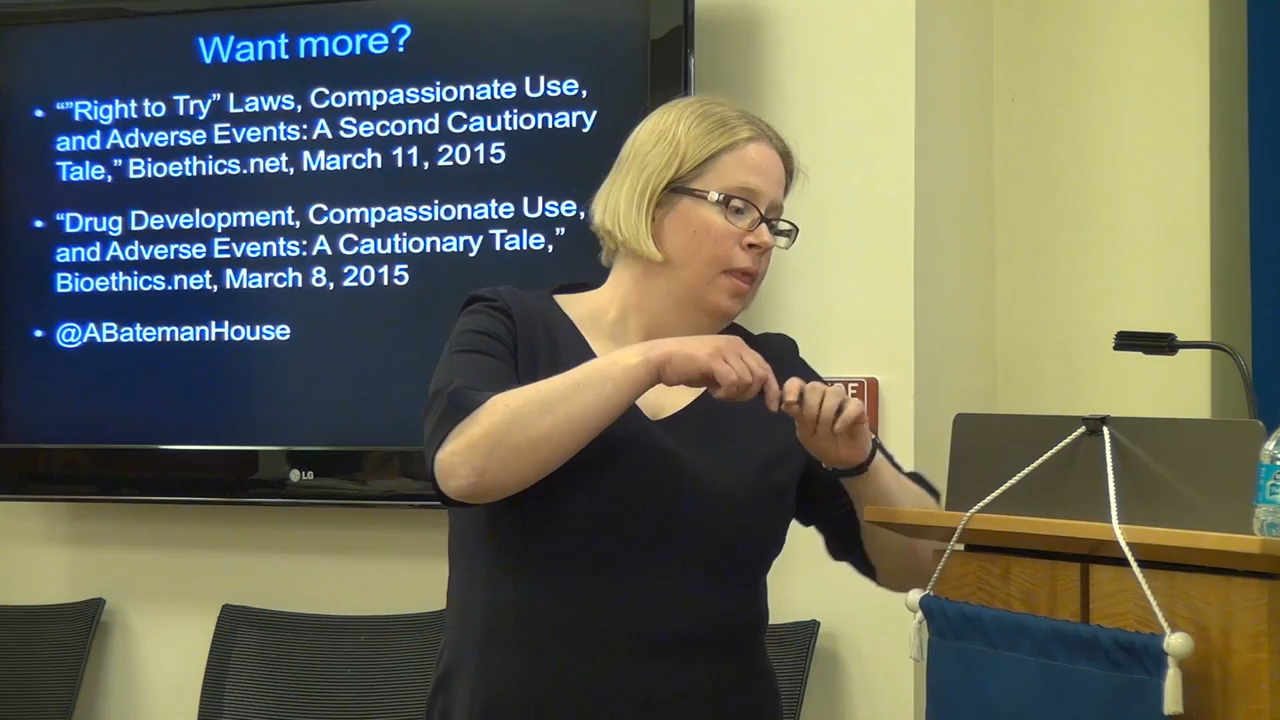 Want more?
• “”Right to Try” Laws, Compassionate Use,
and Adverse Events: A Second Cautionary
Tale,” Bioethics.net, March 11, 2015
• “Drug Development, Compassionate Use,
and Adverse Events: A Cautionary Tale,”
Bioethics.net, March 8, 2015
• @ABatemanHouse
LG